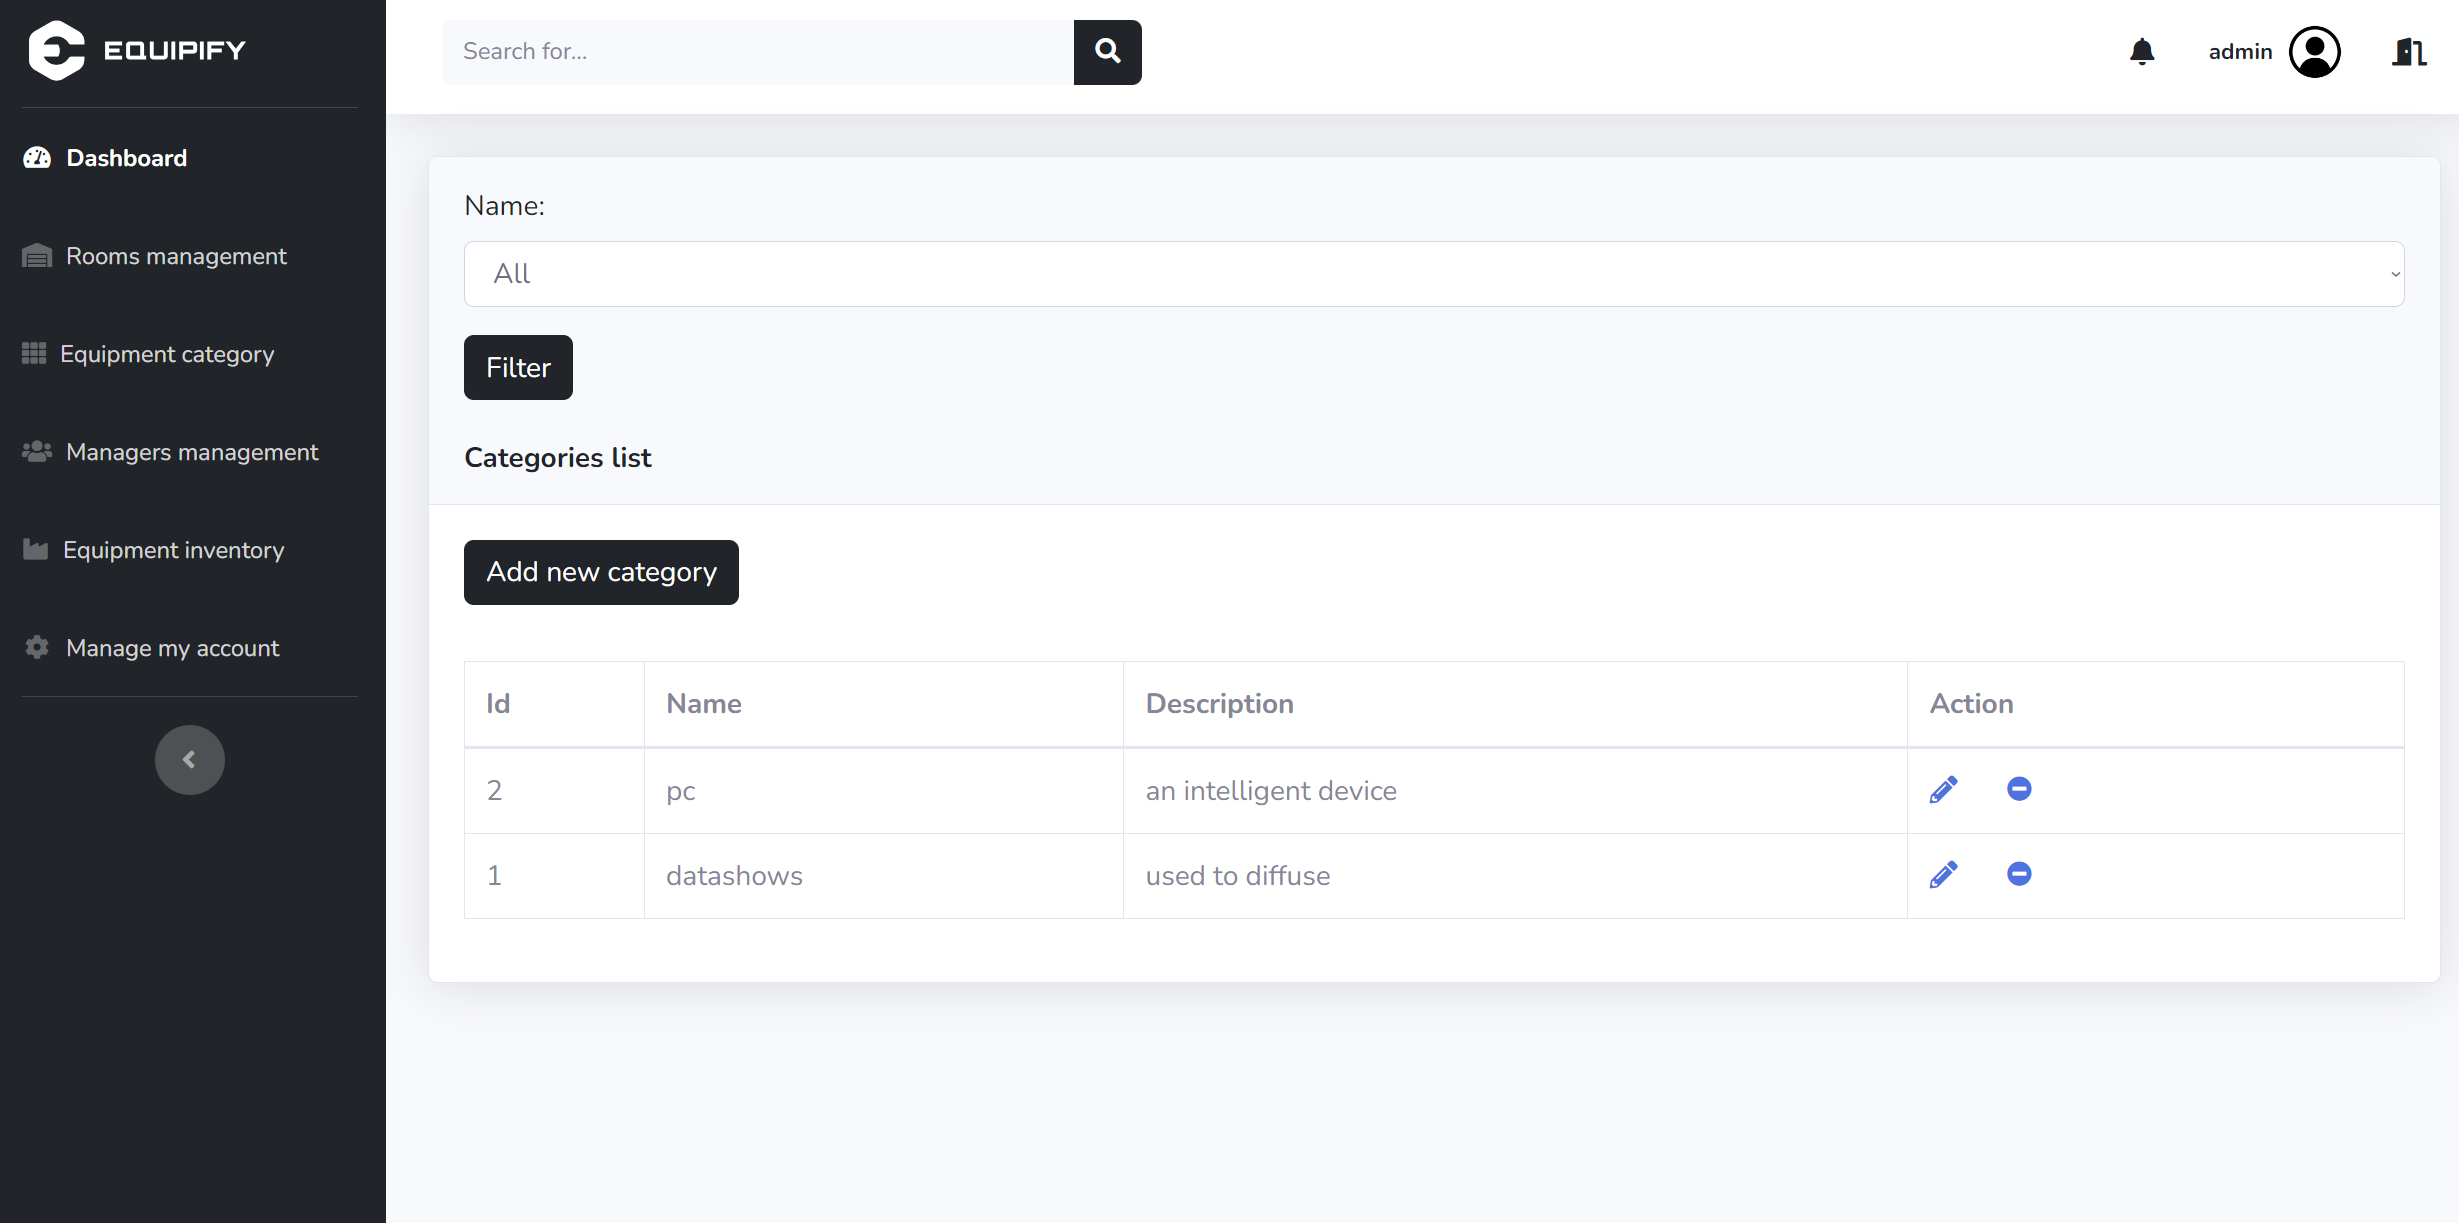 EQUIPIFY
Search for...
admin
Dashboard
Rooms management
Equipment category
Managers management
Equipment inventory
Manage my account
Name:
All
Filter
Categories list
Add new category
Id Name Description Action
2 pc an intelligent device
1 datashows used to diffuse